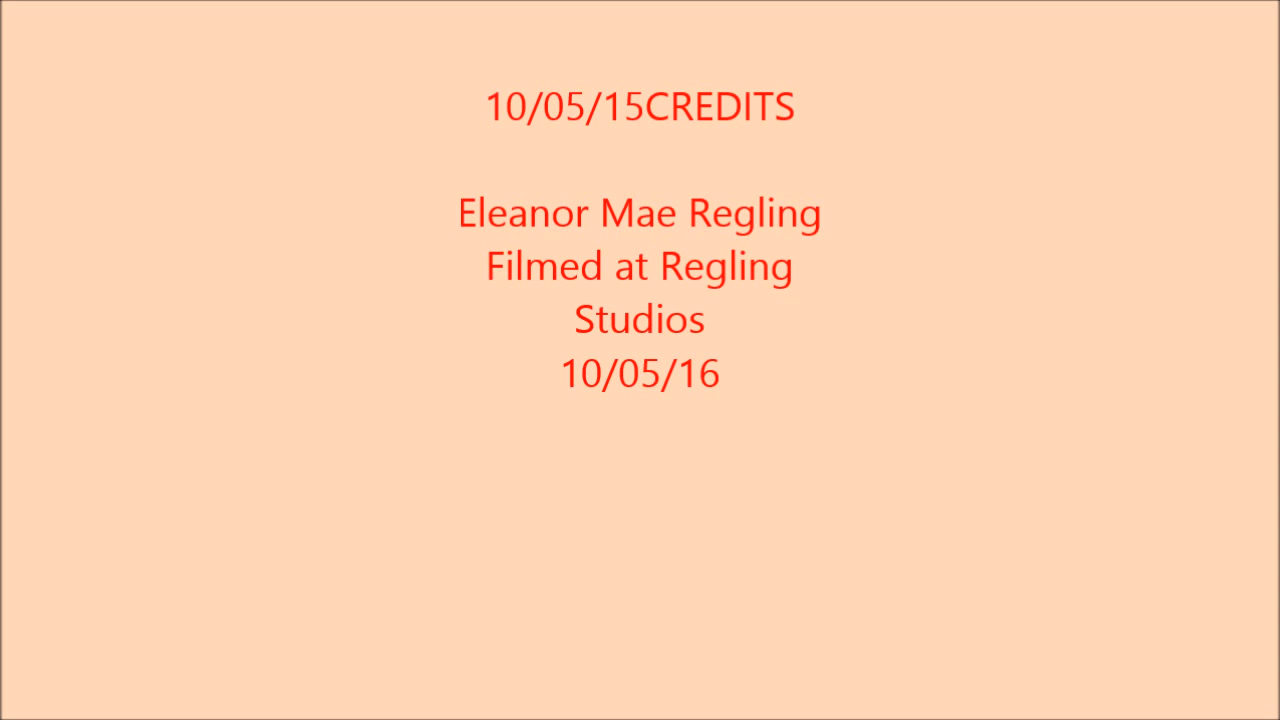 10/05/15CREDITS
Eleanor Mae Regling
Filmed at Regling
Studios
10/05/16